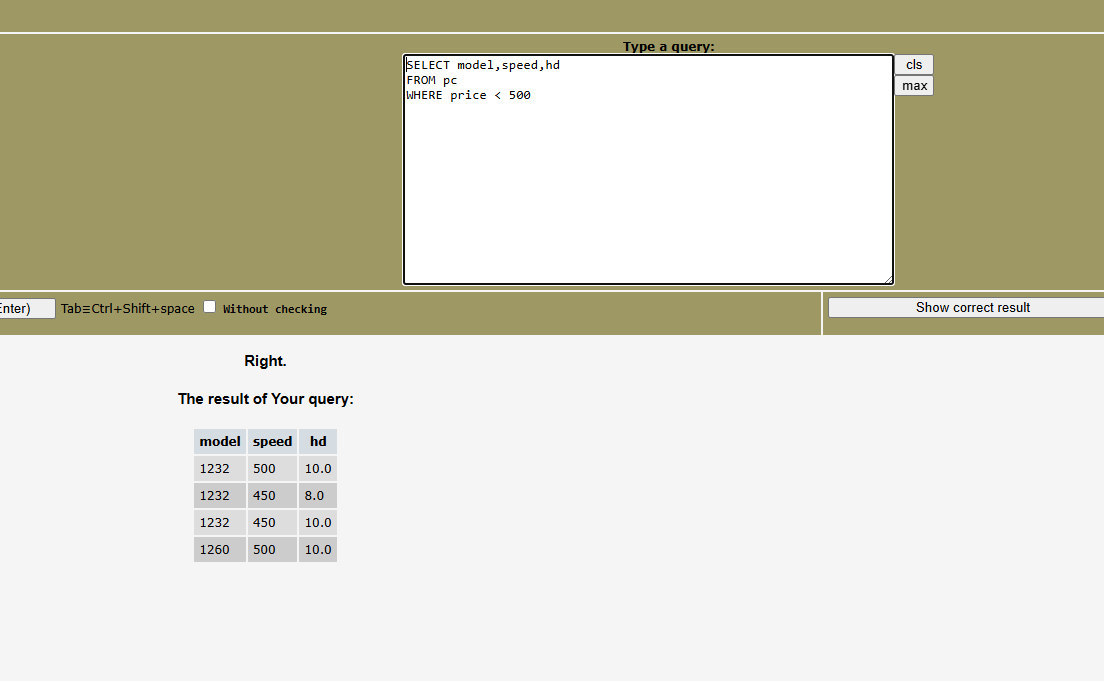 Type a query:
SELECT model,speed,hd
FROM pc
WHERE price < 500
cls
max
Enter) Tab≡Ctrl+Shift+space Without checking
Show correct result
Right.
The result of Your query:
model speed hd
1232 500 10.0
1232 450 8.0
1232 450 10.0
1260 500 10.0